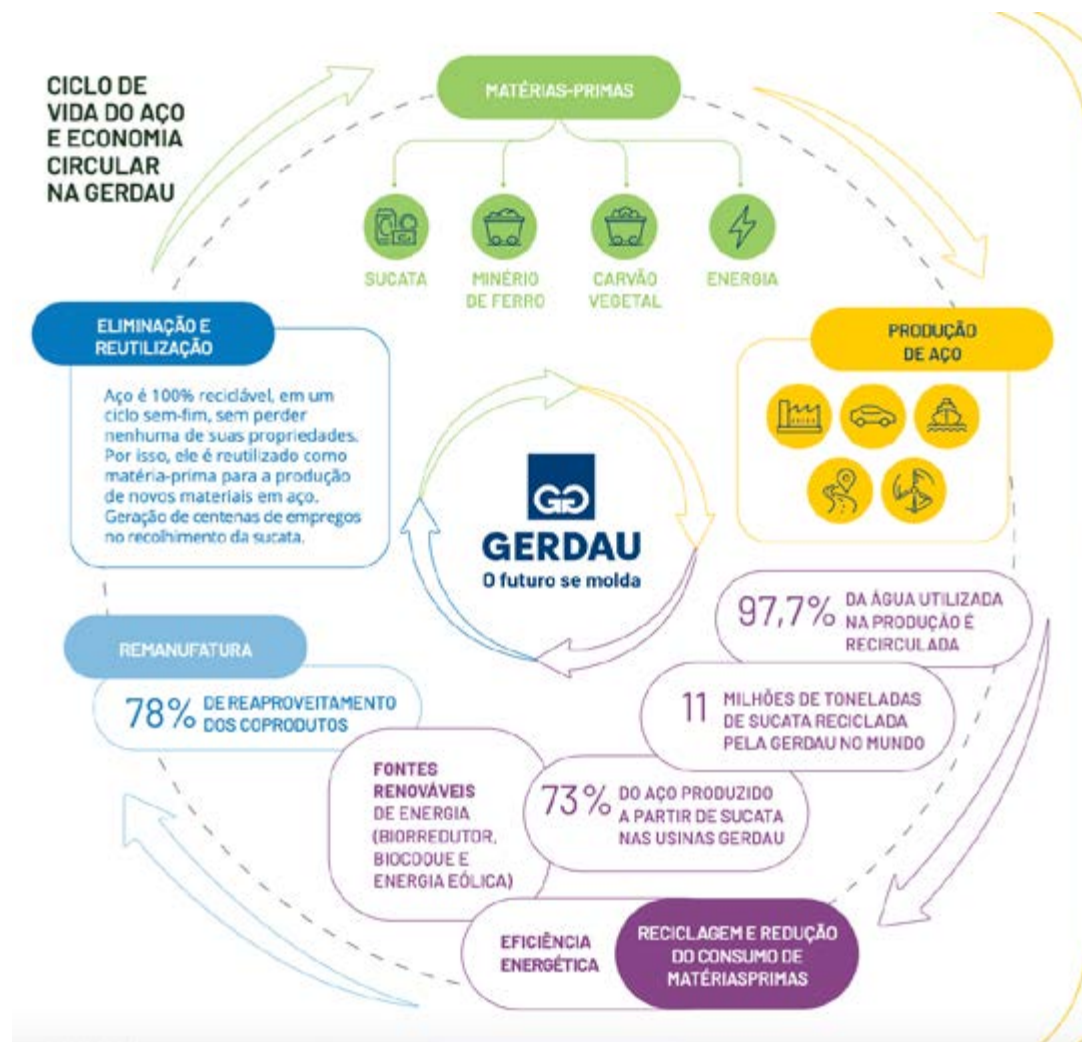 CICLO DE
VIDA DO AÇO
E ECONOMIA
CIRCULAR
NA GERDAU
MATÉRIAS-PRIMAS
SUCATA
MINÉRIO
DE FERRO
CARVÃO
VEGETAL
ENERGIA
PRODUÇÃO
DE AÇO
ELIMINAÇÃO E
REUTILIZAÇÃO
Aço é 100% reciclável, em um
ciclo sem-fim, sem perder
nenhuma de suas propriedades.
Por isso, ele é reutilizado como
matéria-prima para a produção
de novos materiais em aço.
Geração de centenas de empregos
no recolhimento da sucata.
GERDAU
O futuro se molda
97,7% DA ÁGUA UTILIZADA
NA PRODUÇÃO É
RECIRCULADA
11 MILHÕES DE TONELADAS
DE SUCATA RECICLADA
PELA GERDAU NO MUNDO
73% DO AÇO PRODUZIDO
A PARTIR DE SUCATA
NAS USINAS GERDAU
FONTES
RENOVÁVEIS
DE ENERGIA
(BIORREDUTOR,
BIOCOQUE E
ENERGIA EÓLICA)
EFICIÊNCIA
ENERGÉTICA
RECICLAGEM E REDUÇÃO
DO CONSUMO DE
MATÉRIASPRIMAS
REMANUFATURA
78% DE REAPROVEITAMENTO
DOS COPRODUTOS